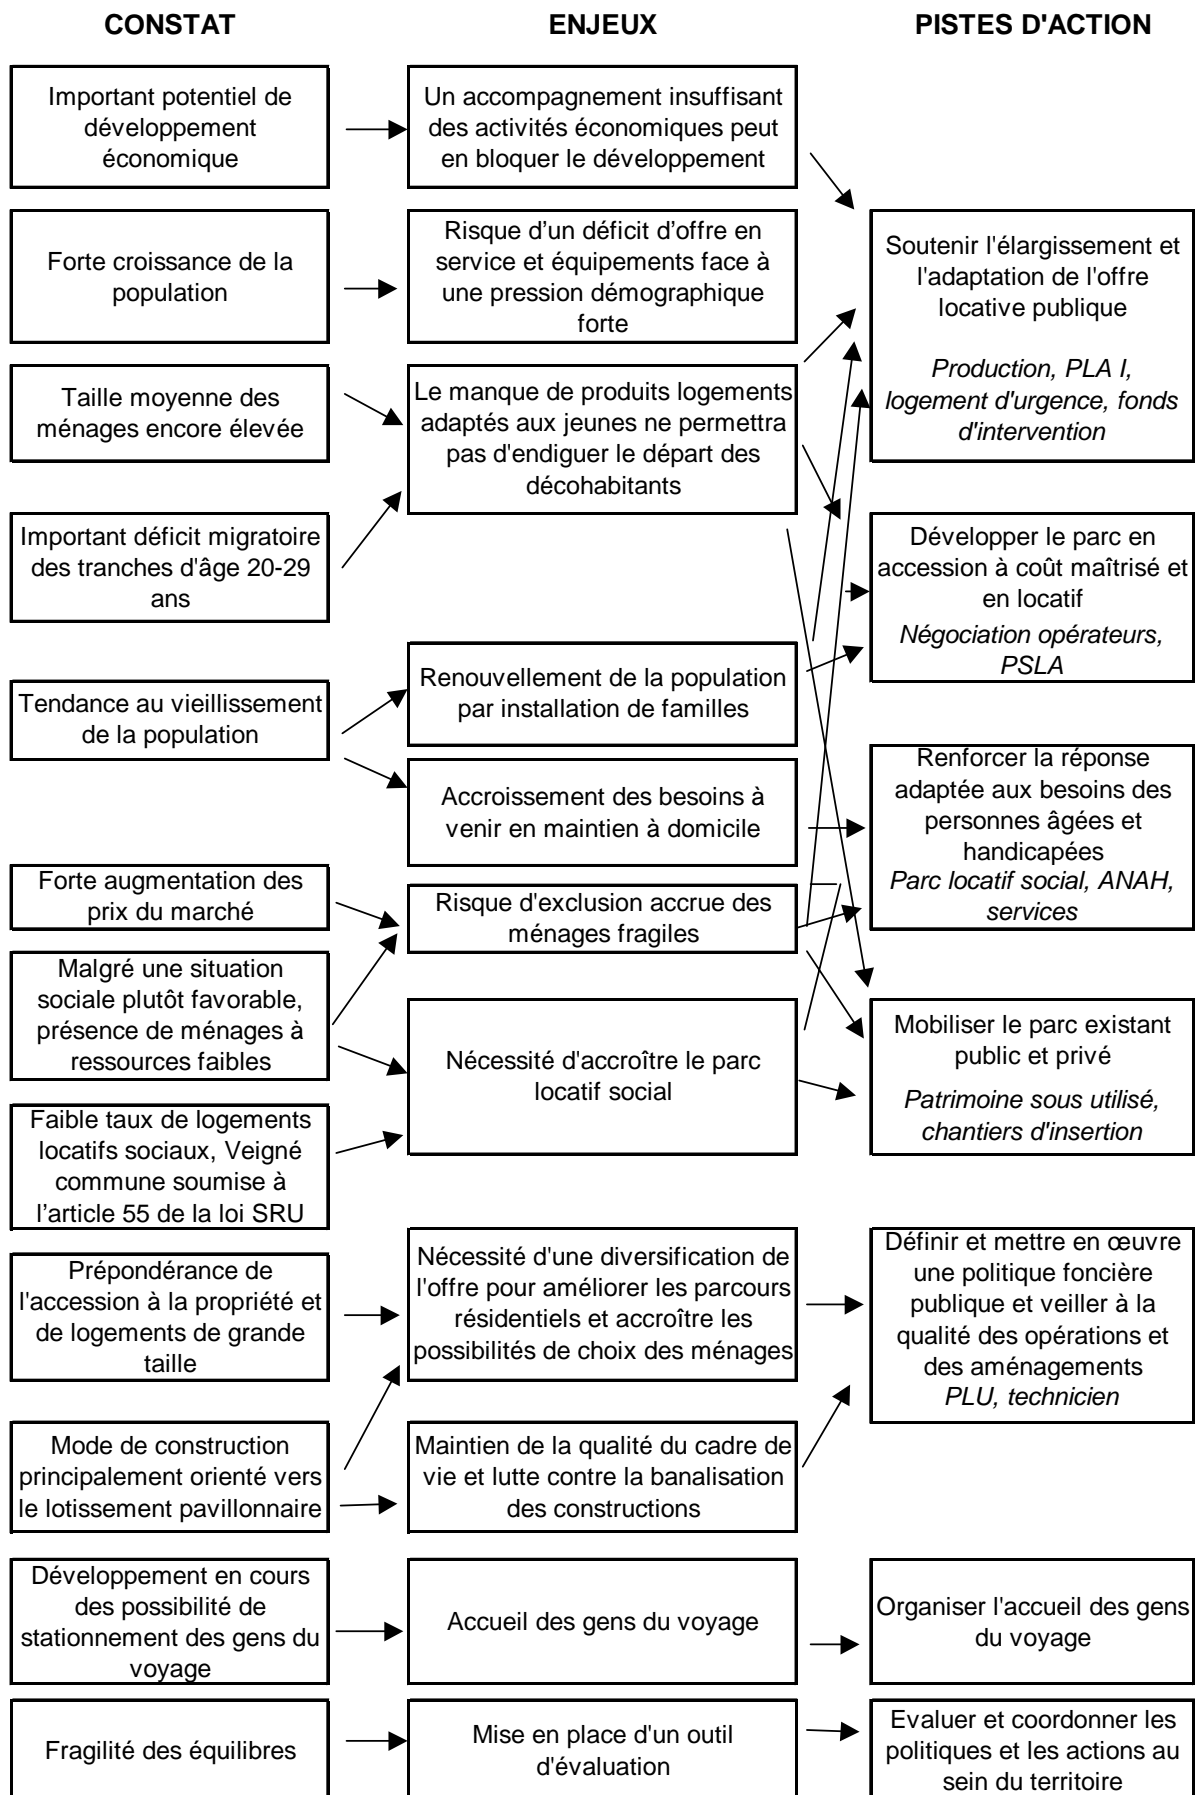 CONSTAT
ENJEUX
PISTES D'ACTION
Important potentiel de
développement
économique
Un accompagnement insuffisant
des activités économiques peut
en bloquer le développement
Forte croissance de la
population
Risque d’un déficit d’offre en
service et équipements face à
une pression démographique
forte
Soutenir l'élargissement et
l'adaptation de l'offre
locative publique
Production, PLA I,
logement d'urgence, fonds
d'intervention
Taille moyenne des
ménages encore élevée
Le manque de produits logements
adaptés aux jeunes ne permettra
pas d'endiguer le départ des
décohabitants
Important déficit migratoire
des tranches d'âge 20-29
ans
Développer le parc en
accession à coût maîtrisé et
en locatif
Négociation opérateurs,
PSLA
Tendance au vieillissement
de la population
Renouvellement de la population
par installation de familles
Accroissement des besoins à
venir en maintien à domicile
Renforcer la réponse
adaptée aux besoins des
personnes âgées et
handicapées
Parc locatif social, ANAH,
services
Forte augmentation des
prix du marché
Risque d'exclusion accrue des
ménages fragiles
Malgré une situation
sociale plutôt favorable,
présence de ménages à
ressources faibles
Nécessité d'accroître le parc
locatif social
Mobiliser le parc existant
public et privé
Patrimoine sous utilisé,
chantiers d'insertion
Faible taux de logements
locatifs sociaux, Veigné
commune soumise à
l’article 55 de la loi SRU
Prépondérance de
l'accession à la propriété et
de logements de grande
taille
Nécessité d'une diversification de
l'offre pour améliorer les parcours
résidentiels et accroître les
possibilités de choix des ménages
Définir et mettre en œuvre
une politique foncière
publique et veiller à la
qualité des opérations et
des aménagements
PLU, technicien
Mode de construction
principalement orienté vers
le lotissement pavillonnaire
Maintien de la qualité du cadre de
vie et lutte contre la banalisation
des constructions
Développement en cours
des possibilité de
stationnement des gens du
voyage
Accueil des gens du voyage
Organiser l'accueil des gens
du voyage
Fragilité des équilibres
Mise en place d'un outil
d'évaluation
Evaluer et coordonner les
politiques et les actions au
sein du territoire